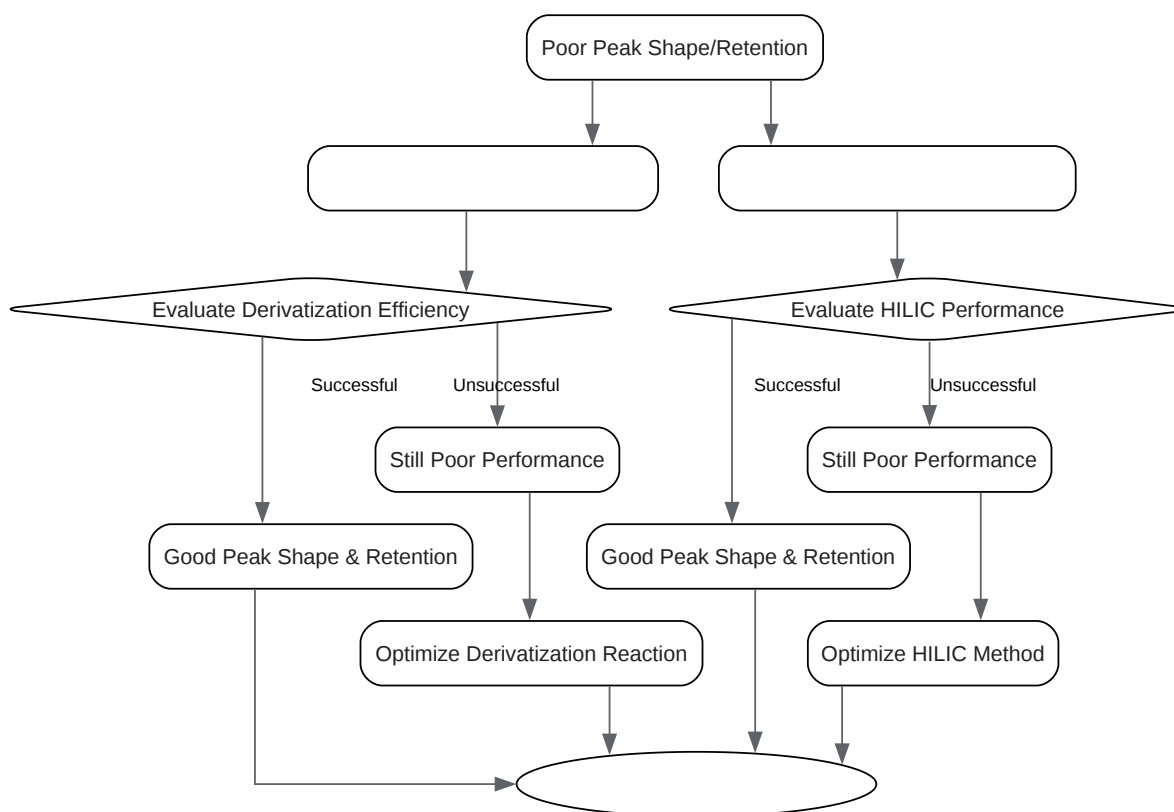 Poor Peak Shape/Retention
Evaluate Derivatization Efficiency
Evaluate HILIC Performance
Successful
Unsuccessful
Successful
Unsuccessful
Still Poor Performance
Still Poor Performance
Good Peak Shape & Retention
Good Peak Shape & Retention
Optimize Derivatization Reaction
Optimize HILIC Method